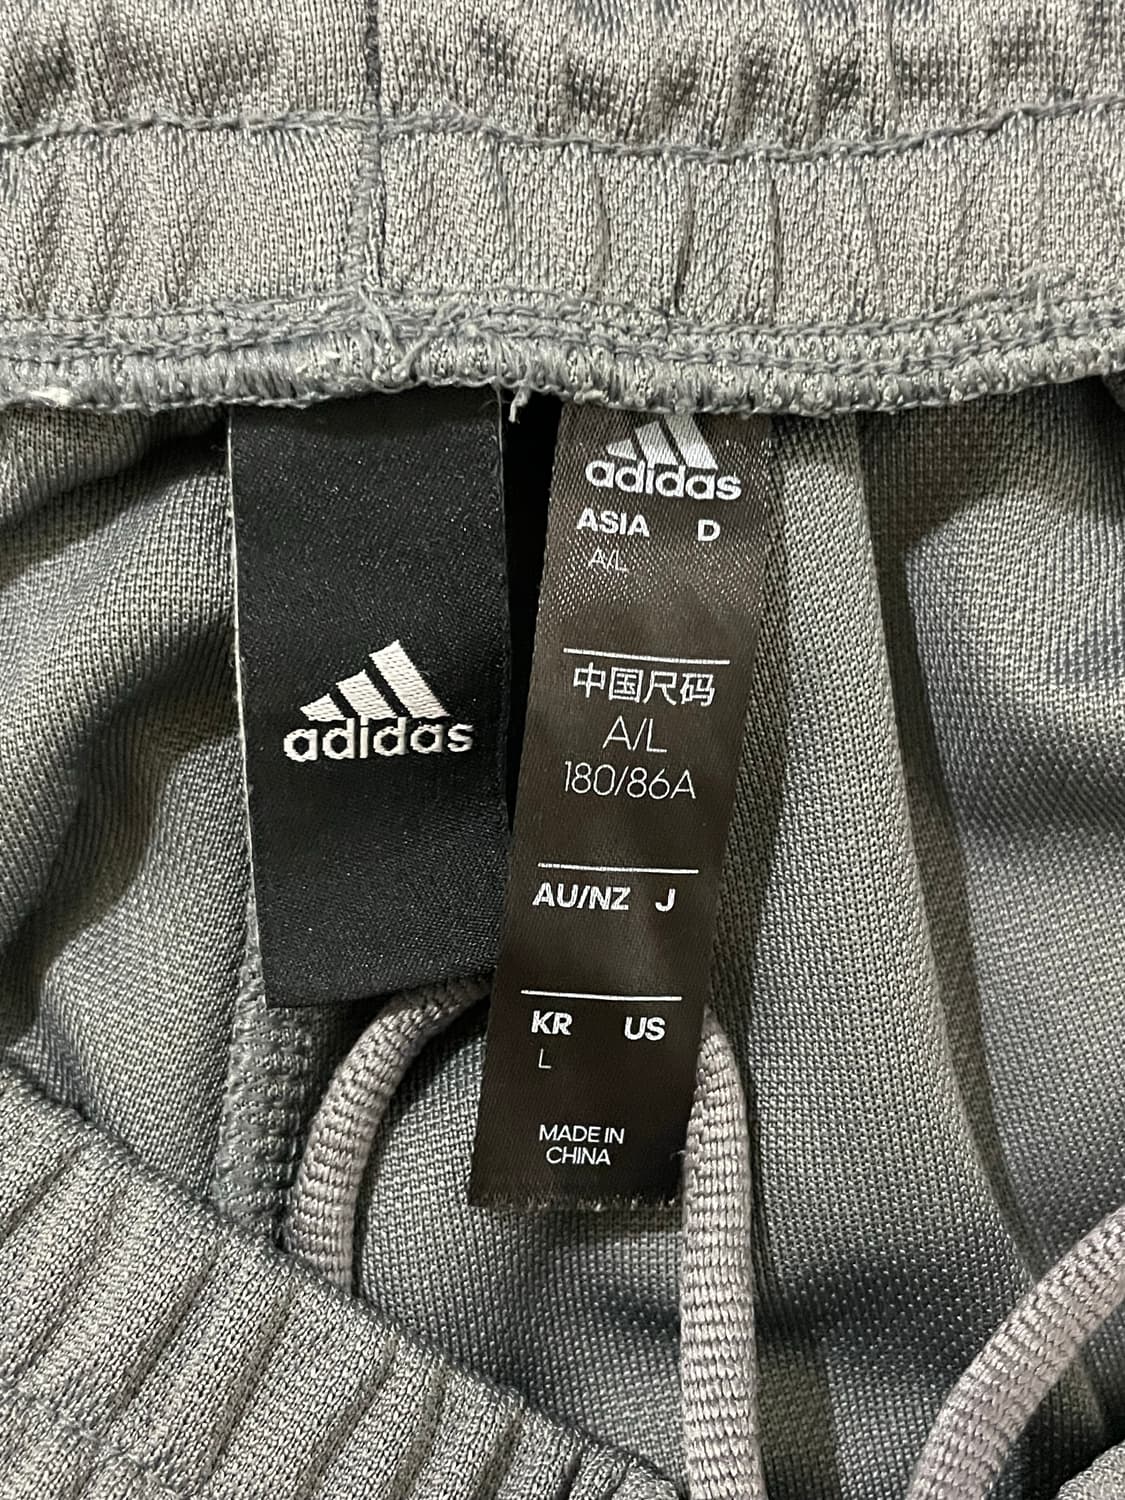 adidas
adidas
ASIA D
A/L
中国尺码
A/L
180/86A
AU/NZ J
KR US
L
MADE IN
CHINA